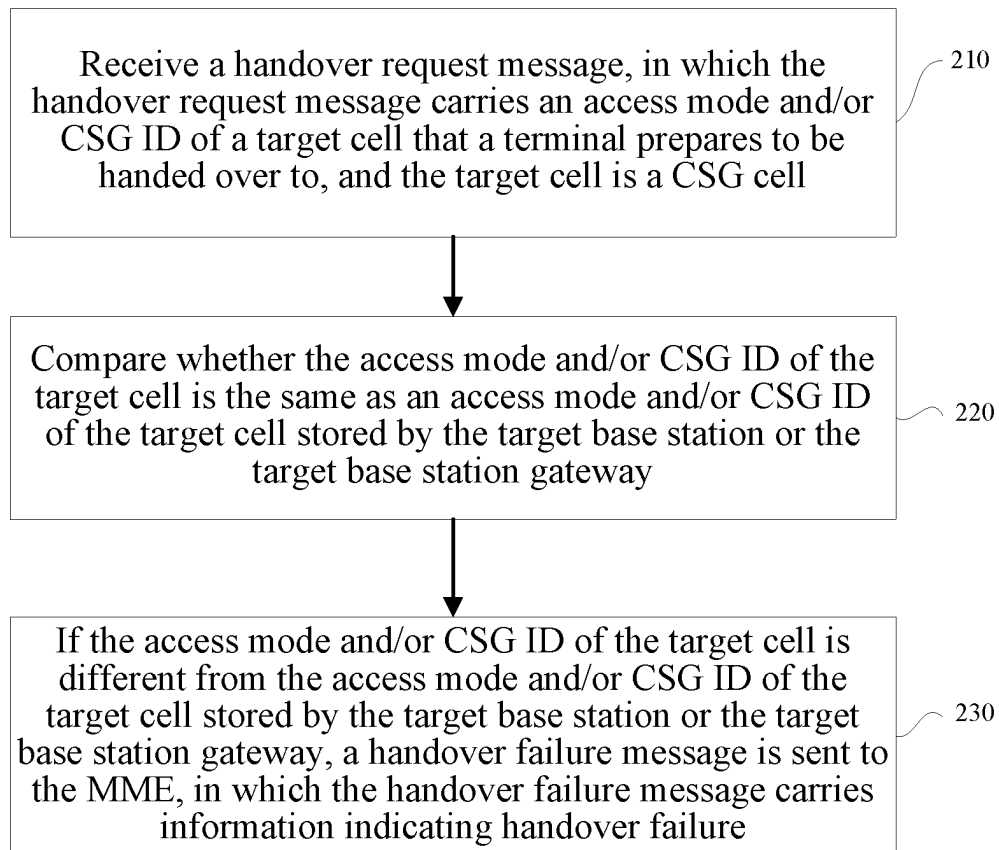 Receive a handover request message, in which the
handover request message carries an access mode and/or
CSG ID of a target cell that a terminal prepares to be
handed over to, and the target cell is a CSG cell
210
Compare whether the access mode and/or CSG ID of the
target cell is the same as an access mode and/or CSG ID
of the target cell stored by the target base station or the
target base station gateway
220
If the access mode and/or CSG ID of the target cell is
different from the access mode and/or CSG ID of the
target cell stored by the target base station or the target
base station gateway, a handover failure message is sent to
the MME, in which the handover failure message carries
information indicating handover failure
230